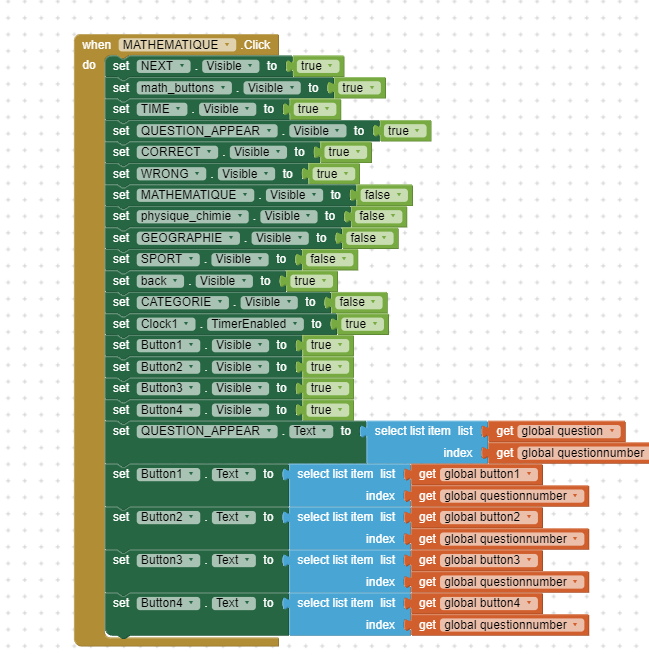 when MATHEMATIQUE .Click
do set NEXT . Visible to true
set math_buttons . Visible to true
set TIME . Visible to true
set QUESTION_APPEAR . Visible to true
set CORRECT . Visible to true
set WRONG . Visible to true
set MATHEMATIQUE . Visible to false
set physique_chimie . Visible to false
set GEOGRAPHIE . Visible to false
set SPORT . Visible to false
set back . Visible to true
set CATEGORIE . Visible to false
set Clock1 . TimerEnabled to true
set Button1 . Visible to true
set Button2 . Visible to true
set Button3 . Visible to true
set Button4 . Visible to true
set QUESTION_APPEAR . Text to select list item list get global question
index get global questionnumber
set Button1 . Text to select list item list get global button1
index get global questionnumber
set Button2 . Text to select list item list get global button2
index get global questionnumber
set Button3 . Text to select list item list get global button3
index get global questionnumber
set Button4 . Text to select list item list get global button4
index get global questionnumber